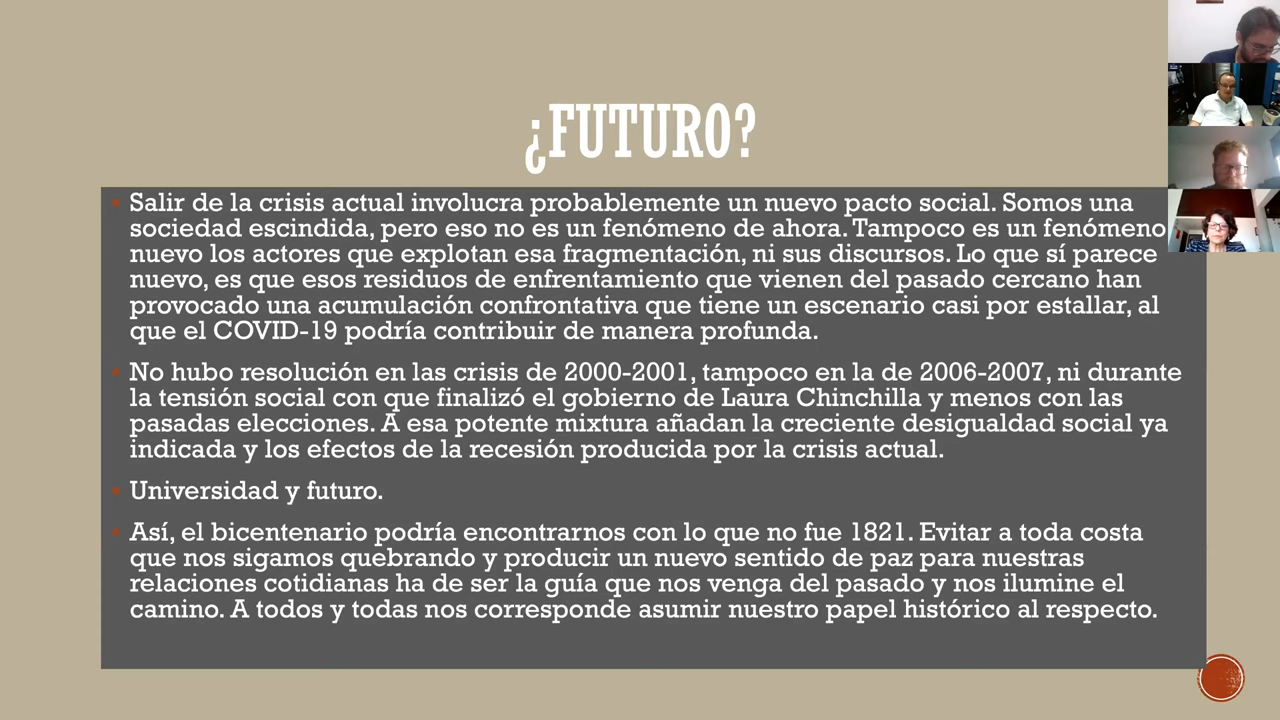 ¿FUTURO?
Salir de la crisis actual involucra probablemente un nuevo pacto social. Somos una
sociedad escindida, pero eso no es un fenómeno de ahora. Tampoco es un fenómeno
nuevo los actores que explotan esa fragmentación, ni sus discursos. Lo que sí parece
nuevo, es que esos residuos de enfrentamiento que vienen del pasado cercano han
provocado una acumulación confrontativa que tiene un escenario casi por estallar, al
que el COVID-19 podría contribuir de manera profunda.
No hubo resolución en las crisis de 2000-2001, tampoco en la de 2006-2007, ni durante
la tensión social con que finalizó el gobierno de Laura Chinchilla y menos con las
pasadas elecciones. A esa potente mixtura añadan la creciente desigualdad social ya
indicada y los efectos de la recesión producida por la crisis actual.
Universidad y futuro.
Así, el bicentenario podría encontrarnos con lo que no fue 1821. Evitar a toda costa
que nos sigamos quebrando y producir un nuevo sentido de paz para nuestras
relaciones cotidianas ha de ser la guía que nos venga del pasado y nos ilumine el
camino. A todos y todas nos corresponde asumir nuestro papel histórico al respecto.